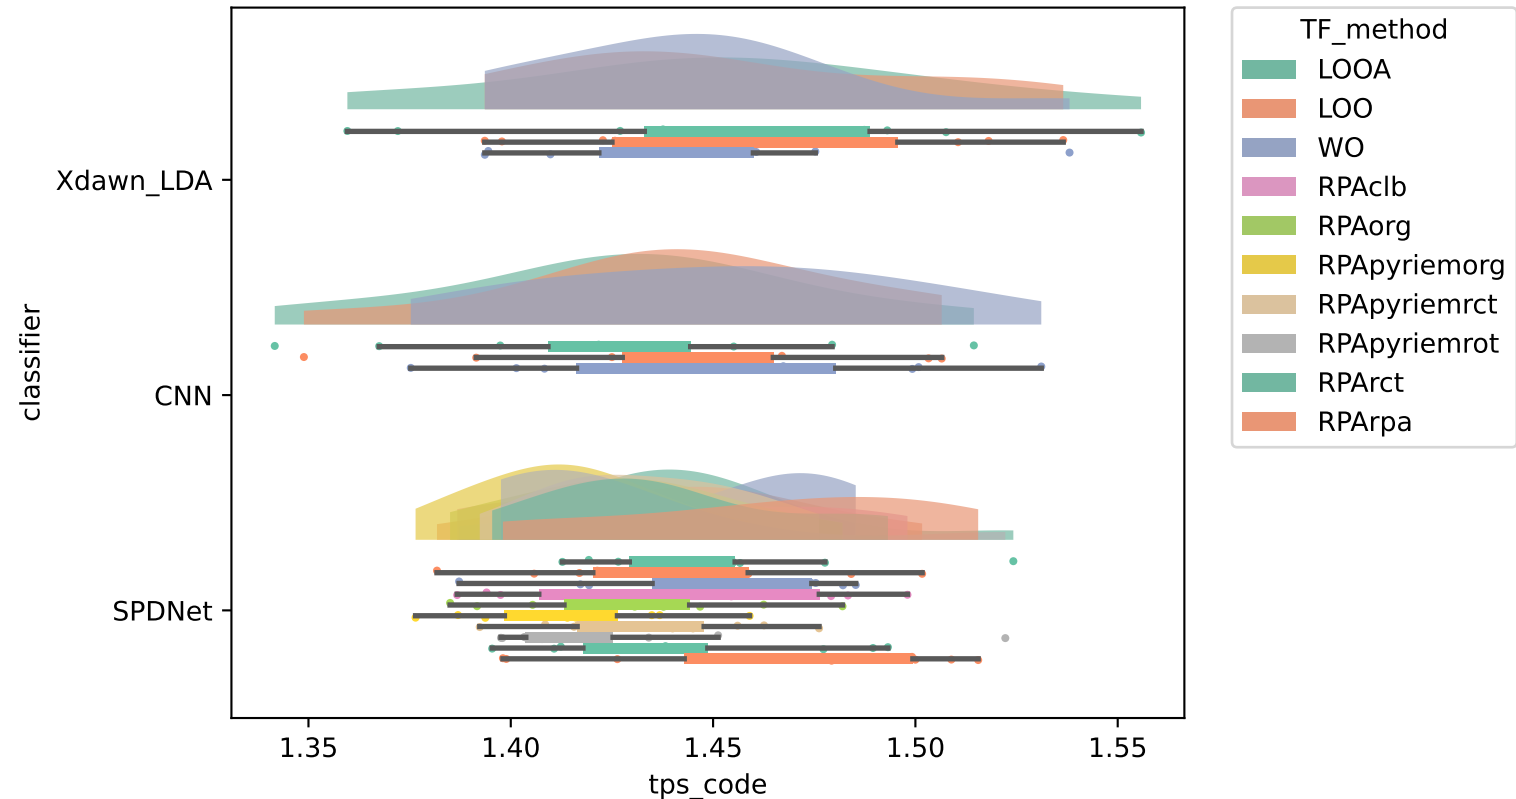 TF_method
LOOA
LOO
WO
RPAclb
RPAorg
RPApyriemorg
RPApyriemrct
RPApyriemrot
RPArct
RPArpa
classifier
Xdawn_LDA
CNN
SPDNet
1.35 1.40 1.45 1.50 1.55
tps_code